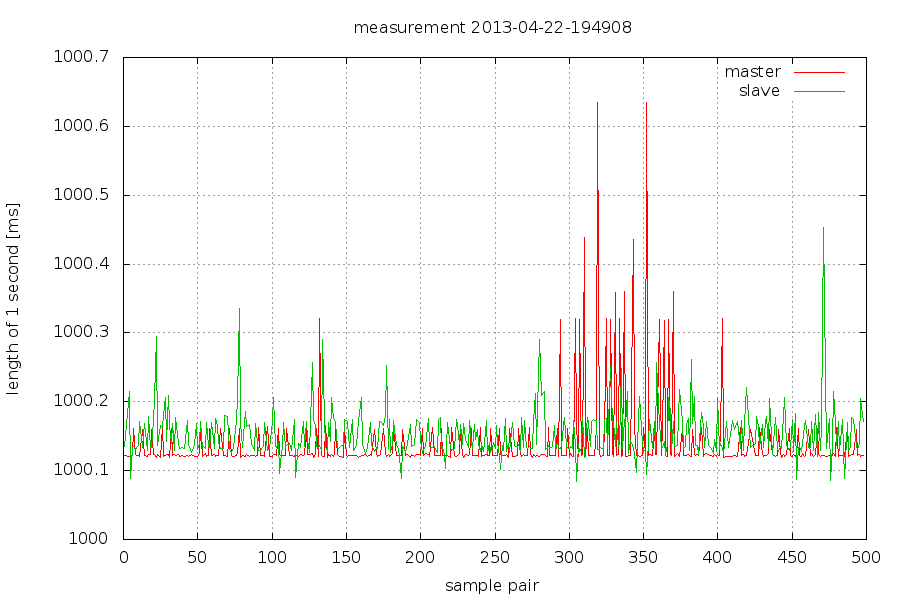 measurement 2013-04-22-194908
1000.7
master
slave
1000.6
1000.5
1000.4
1000.3
1000.2
1000.1
1000
length of 1 second [ms]
0 50 100 150 200 250 300 350 400 450 500
sample pair